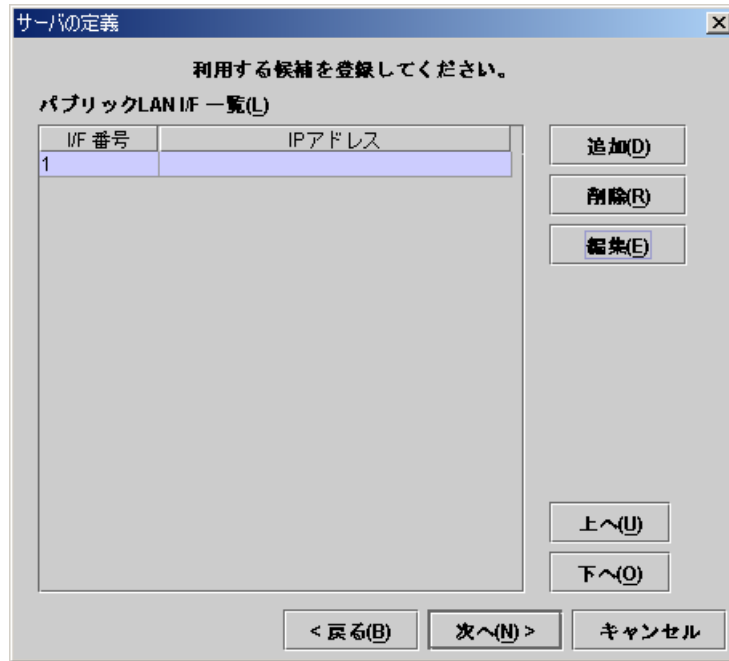 サーバの定義
利用する候補を登録してください。
パブリックLAN I/F 一覧(L)
I/F 番号 IPアドレス
1
追加(D)
削除(R)
編集(E)
上へ(U)
下へ(O)
< 戻る(B) 次へ(N) > キャンセル